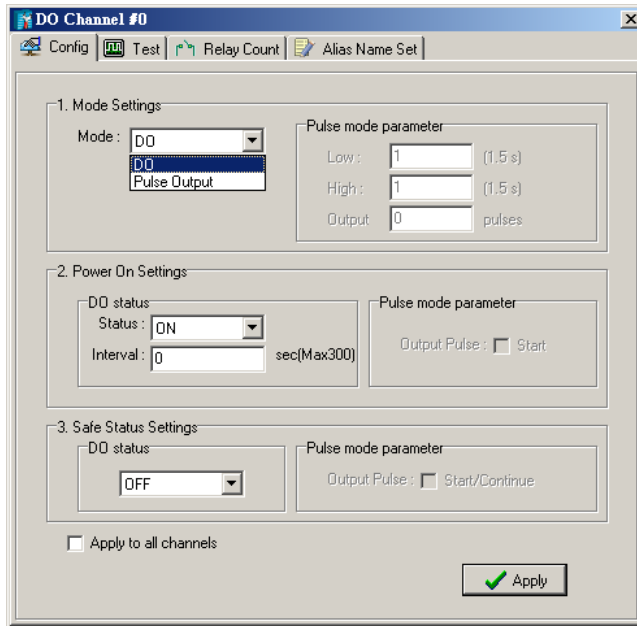 DO Channel #0
Config Test Relay Count Alias Name Set
1. Mode Settings
Mode : DO
DO
Pulse Output
Pulse mode parameter
Low : 1 (1.5 s)
High : 1 (1.5 s)
Output 0 pulses
2. Power On Settings
DO status
Status : ON
Interval : 0 sec(Max300)
Pulse mode parameter
Output Pulse : Start
3. Safe Status Settings
DO status
OFF
Pulse mode parameter
Output Pulse : Start/Continue
Apply to all channels
Apply